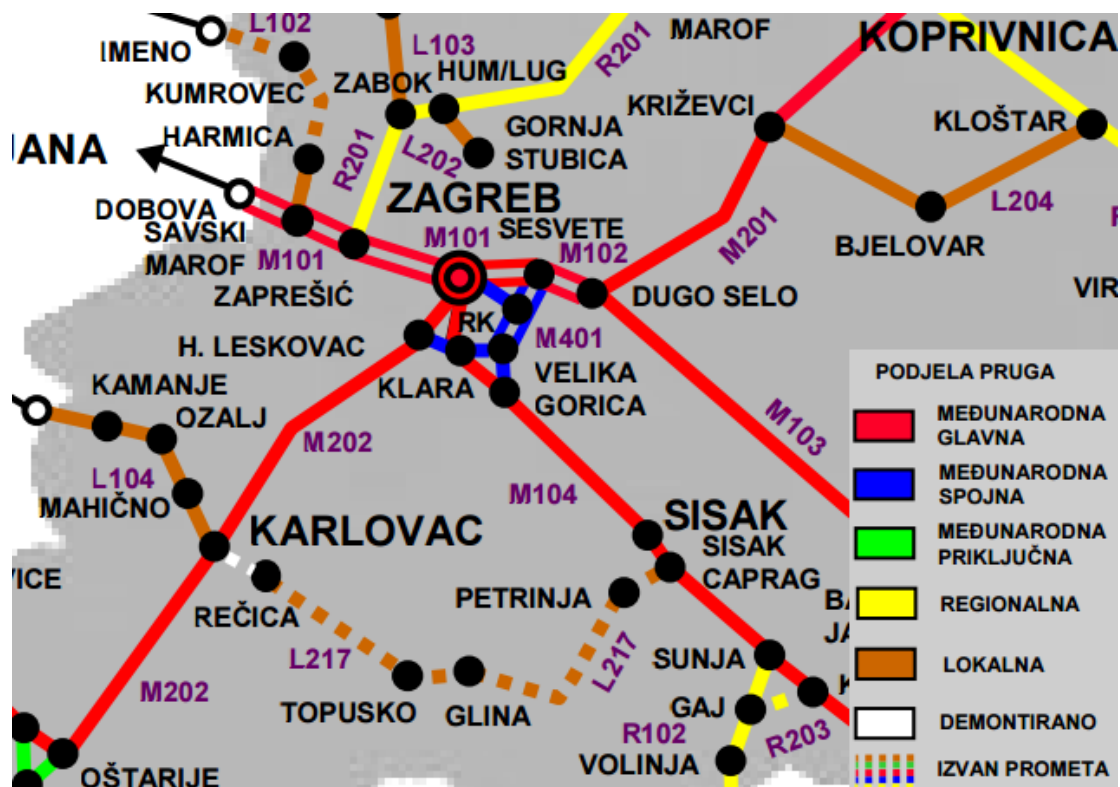 L102
IMENO
KUMROVEC
HARMICA
L103
ZABOK
HUM/LUG
R201
MAROF
KOPRIVNICA
KRIŽEVCI
KLOŠTAR
GORNJA
STUBICA
R201
L202
JANA
DOBOVA
SAVSKI
MAROF
M101
ZAPREŠIĆ
ZAGREB
M101
SESVETE
M102
M201
L204
BJELOVAR
DUGO SELO
VIR
RK
M401
H. LESKOVAC
KLARA
VELIKA
GORICA
KAMANJE
OZALJ
L104
MAHIČNO
M202
M103
M104
KARLOVAC
SISAK
SISAK
CAPRAG
VICE
REČICA
PETRINJA
L217
L217
TOPUSKO
GLINA
SUNJA
GAJ
R102
R203
VOLINJA
M202
OŠTARIJE
BA
JA
K
PODJELA PRUGA
MEĐUNARODNA
GLAVNA
MEĐUNARODNA
SPOJNA
MEĐUNARODNA
PRIKLJUČNA
REGIONALNA
LOKALNA
DEMONTIRANO
IZVAN PROMETA